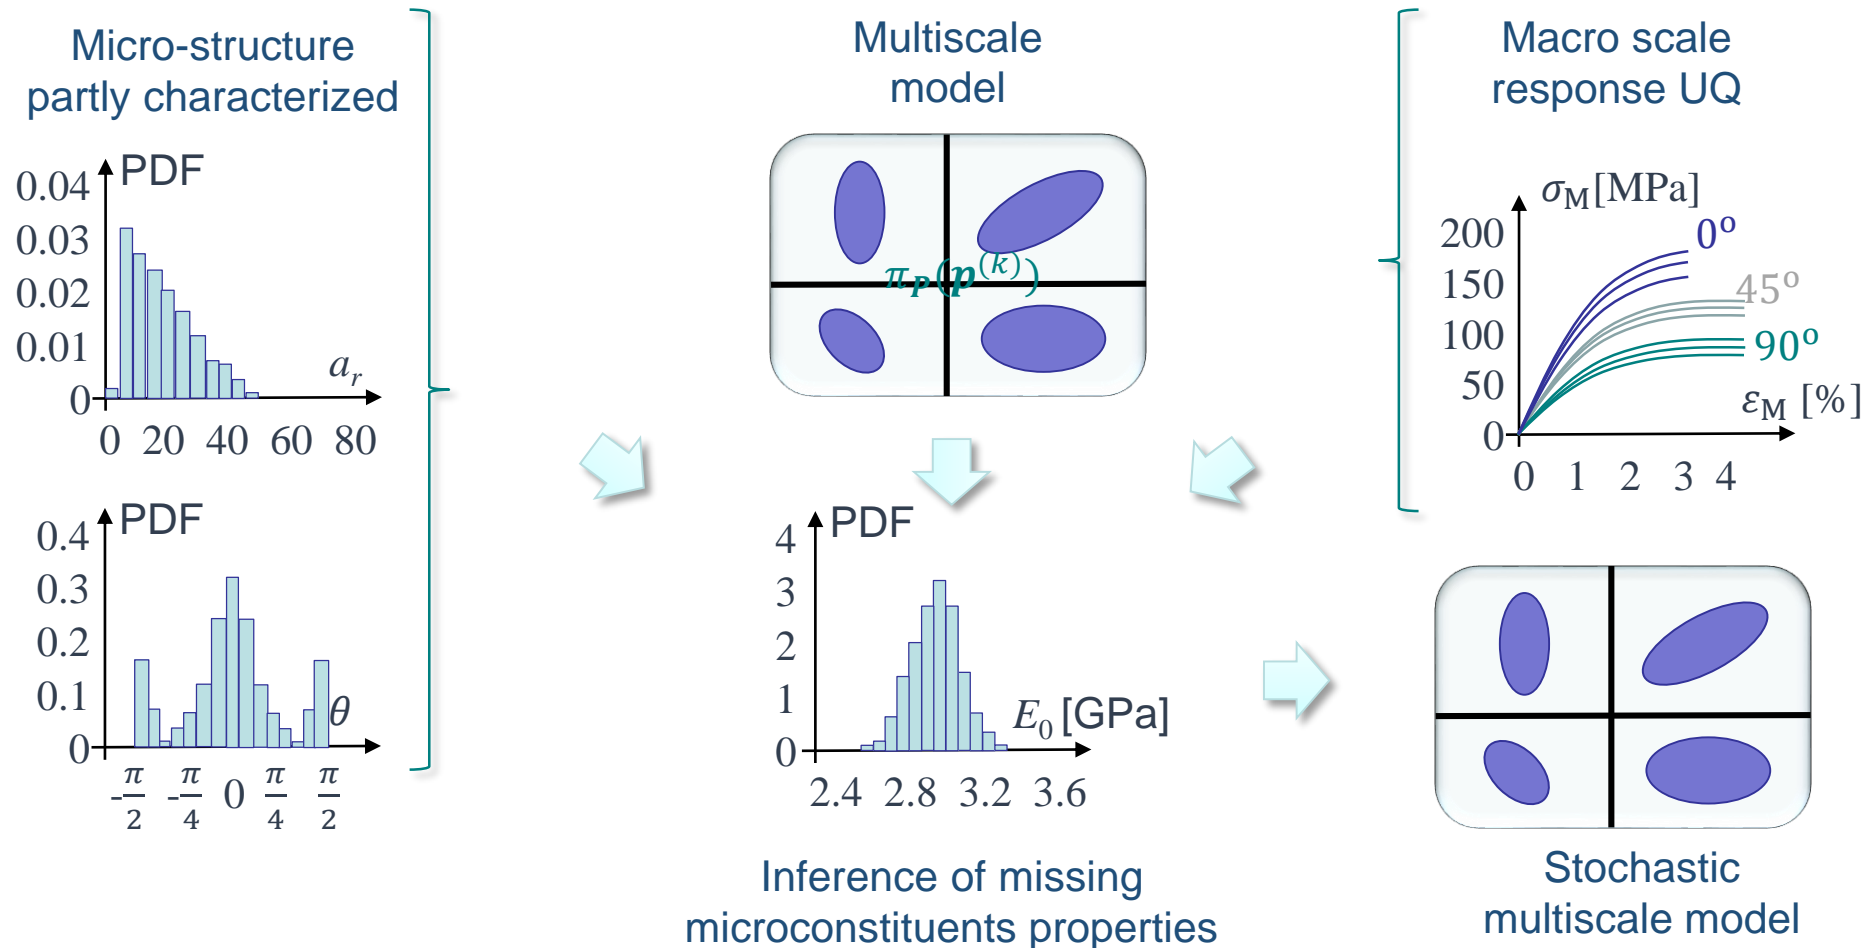 Micro-structure
partly characterized
PDF
0.04
0.03
0.02
0.01
0
a_r
0 20 40 60 80
PDF
0.4
0.3
0.2
0.1
0
θ
-π/2 -π/4 0 π/4 π/2
Multiscale
model
π_P(p^(k))
PDF
4
3
2
1
0
E_0 [GPa]
2.4 2.8 3.2 3.6
Inference of missing
microconstituents properties
Macro scale
response UQ
σ_M[MPa]
200
150
100
50
0
0º
45º
90º
ε_M [%]
0 1 2 3 4
Stochastic
multiscale model